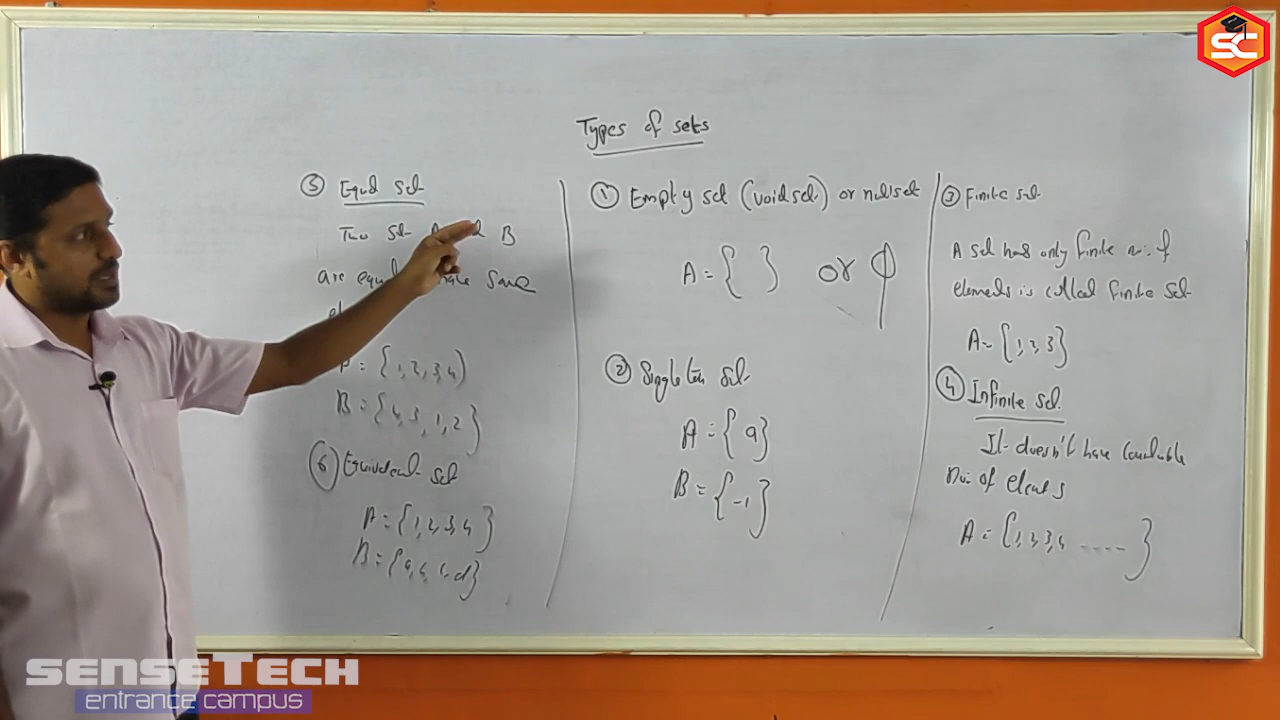 Types of sets
① Empty set (void set) or null set
A = { } or ϕ
② Singleton set
A = { a }
B = { -1 }
③ Finite set
A set has only finite no: of
elements is called finite set
A = {1, 2, 3}
④ Infinite set
It doesn't have countable
No: of
A = {1, 2, 3, 4 ..... }
⑤ Equal set
Two set B
are equal same
= {1, 2, 3, 4}
B = {4, 3, 1, 2}
⑥ Equivalent set
A = {1, 2, 3, 4}
B = {a, d}
SC
SENSETECH
entrance campus